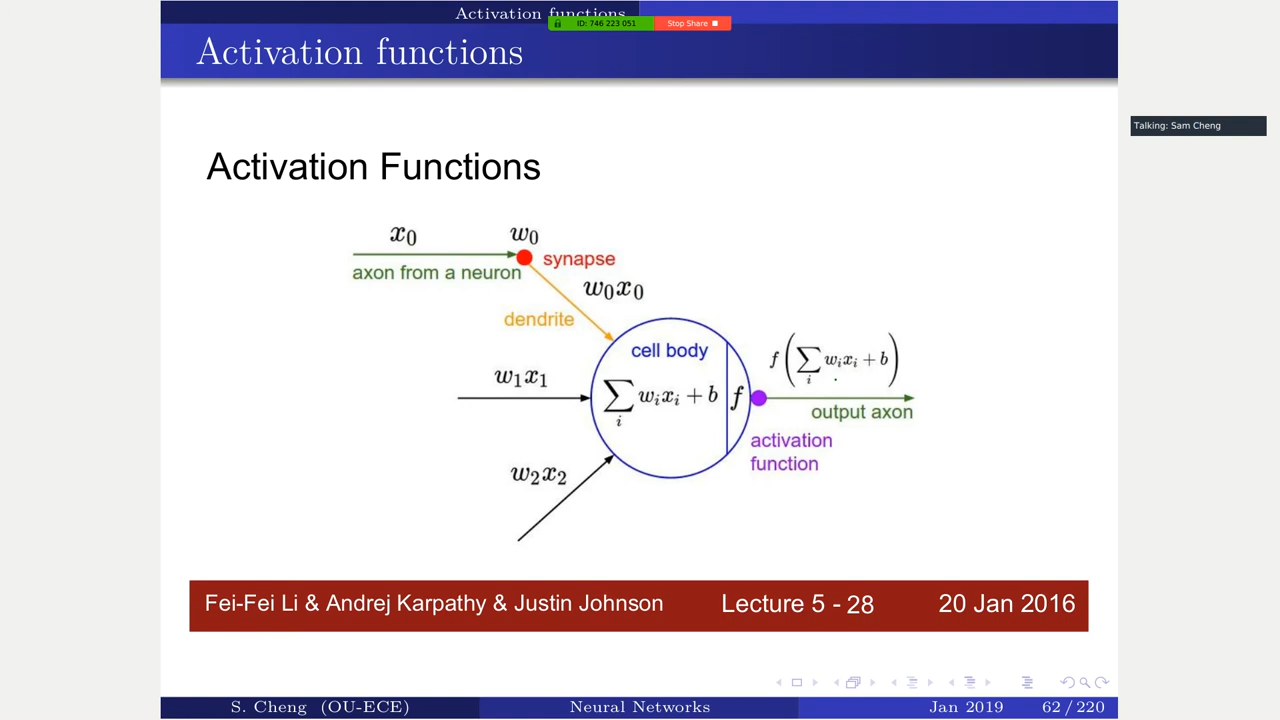 Activation functions
ID: 746 223 051 Stop Share
Activation functions
Talking: Sam Cheng
Activation Functions
x₀ w₀
axon from a neuron synapse
w₀x₀
dendrite
cell body
f(∑ᵢ wᵢxᵢ + b)
w₁x₁
∑ᵢ wᵢxᵢ + b f
output axon
activation
function
w₂x₂
Fei-Fei Li & Andrej Karpathy & Justin Johnson Lecture 5 - 28 20 Jan 2016
S. Cheng (OU-ECE) Neural Networks Jan 2019 62 / 220